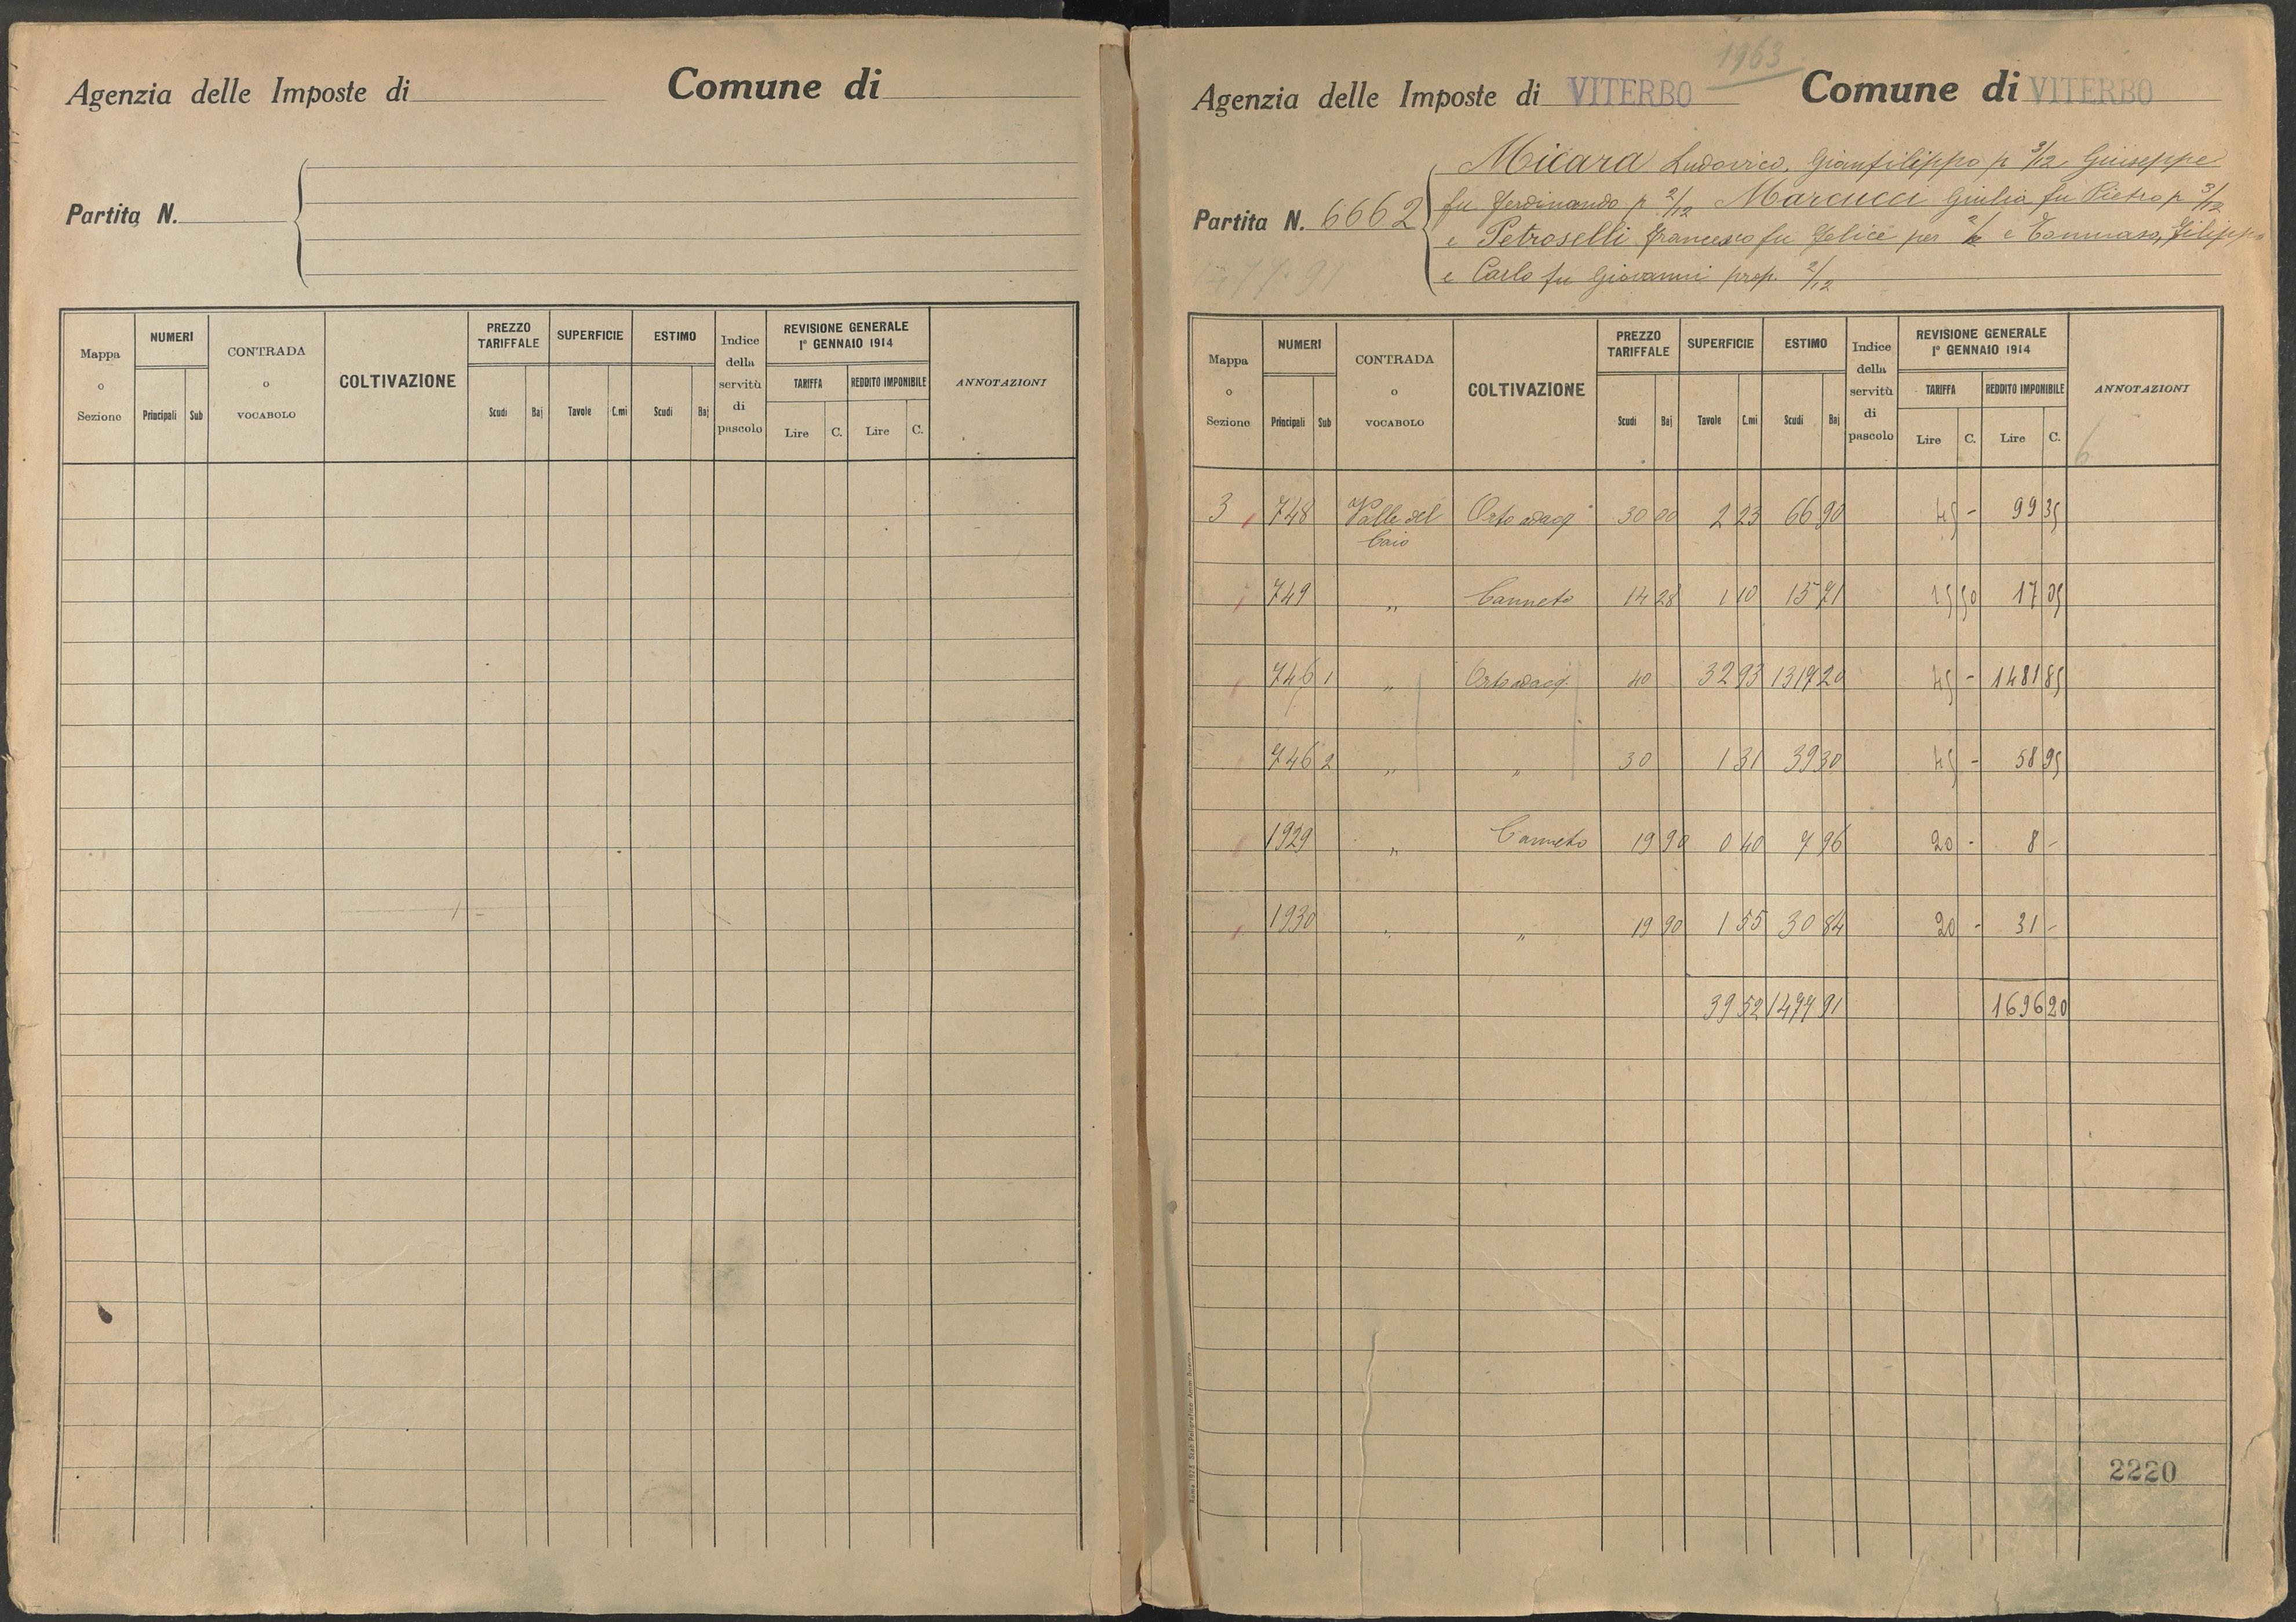 Agenzia delle Imposte di
Comune di
Partita N.
Mappa o Sezione
NUMERI
Principali
Sub
CONTRADA o VOCABOLO
COLTIVAZIONE
PREZZO TARIFFALE
Scudi
Baj
SUPERFICIE
Tavole
C.mi
ESTIMO
Scudi
Baj
Indice della servitù di pascolo
REVISIONE GENERALE
1° GENNAIO 1914
TARIFFA
Lire
C.
REDDITO IMPONIBILE
Lire
C.
ANNOTAZIONI
1963
Agenzia delle Imposte di VITERBO
Comune di VITERBO
Partita N. 6662
Micara Ludovico, Gianfilippo p 3/12, Giuseppe
fu Ferdinando p 2/12 Marcucci Giulia fu Pietro p 3/12
e Petroselli Francesco fu Felice per e Tommaso, Filippo
e Carlo fu Giovanni prop. 2/12
Mappa o Sezione
NUMERI
Principali
Sub
CONTRADA o VOCABOLO
COLTIVAZIONE
PREZZO TARIFFALE
Scudi
Baj
SUPERFICIE
Tavole
C.mi
ESTIMO
Scudi
Baj
Indice della servitù di pascolo
REVISIONE GENERALE
1° GENNAIO 1914
TARIFFA
Lire
C.
REDDITO IMPONIBILE
Lire
C.
ANNOTAZIONI
6
3 748 Valle del Caio Orto adacq 30 00 2 23 66 90 45 - 99 35
749 " Canneto 14 28 1 10 15 71 15 50 17 05
746 1 " Orto adacq 40 32 93 1317 20 45 - 1481 85
746 2 " " 30 1 31 39 30 45 - 58 95
1929 " Canneto 19 90 0 40 7 96 20 - 8 -
1930 " " 19 90 1 55 30 84 20 - 31 -
39 52 1477 91 1696 20
2220